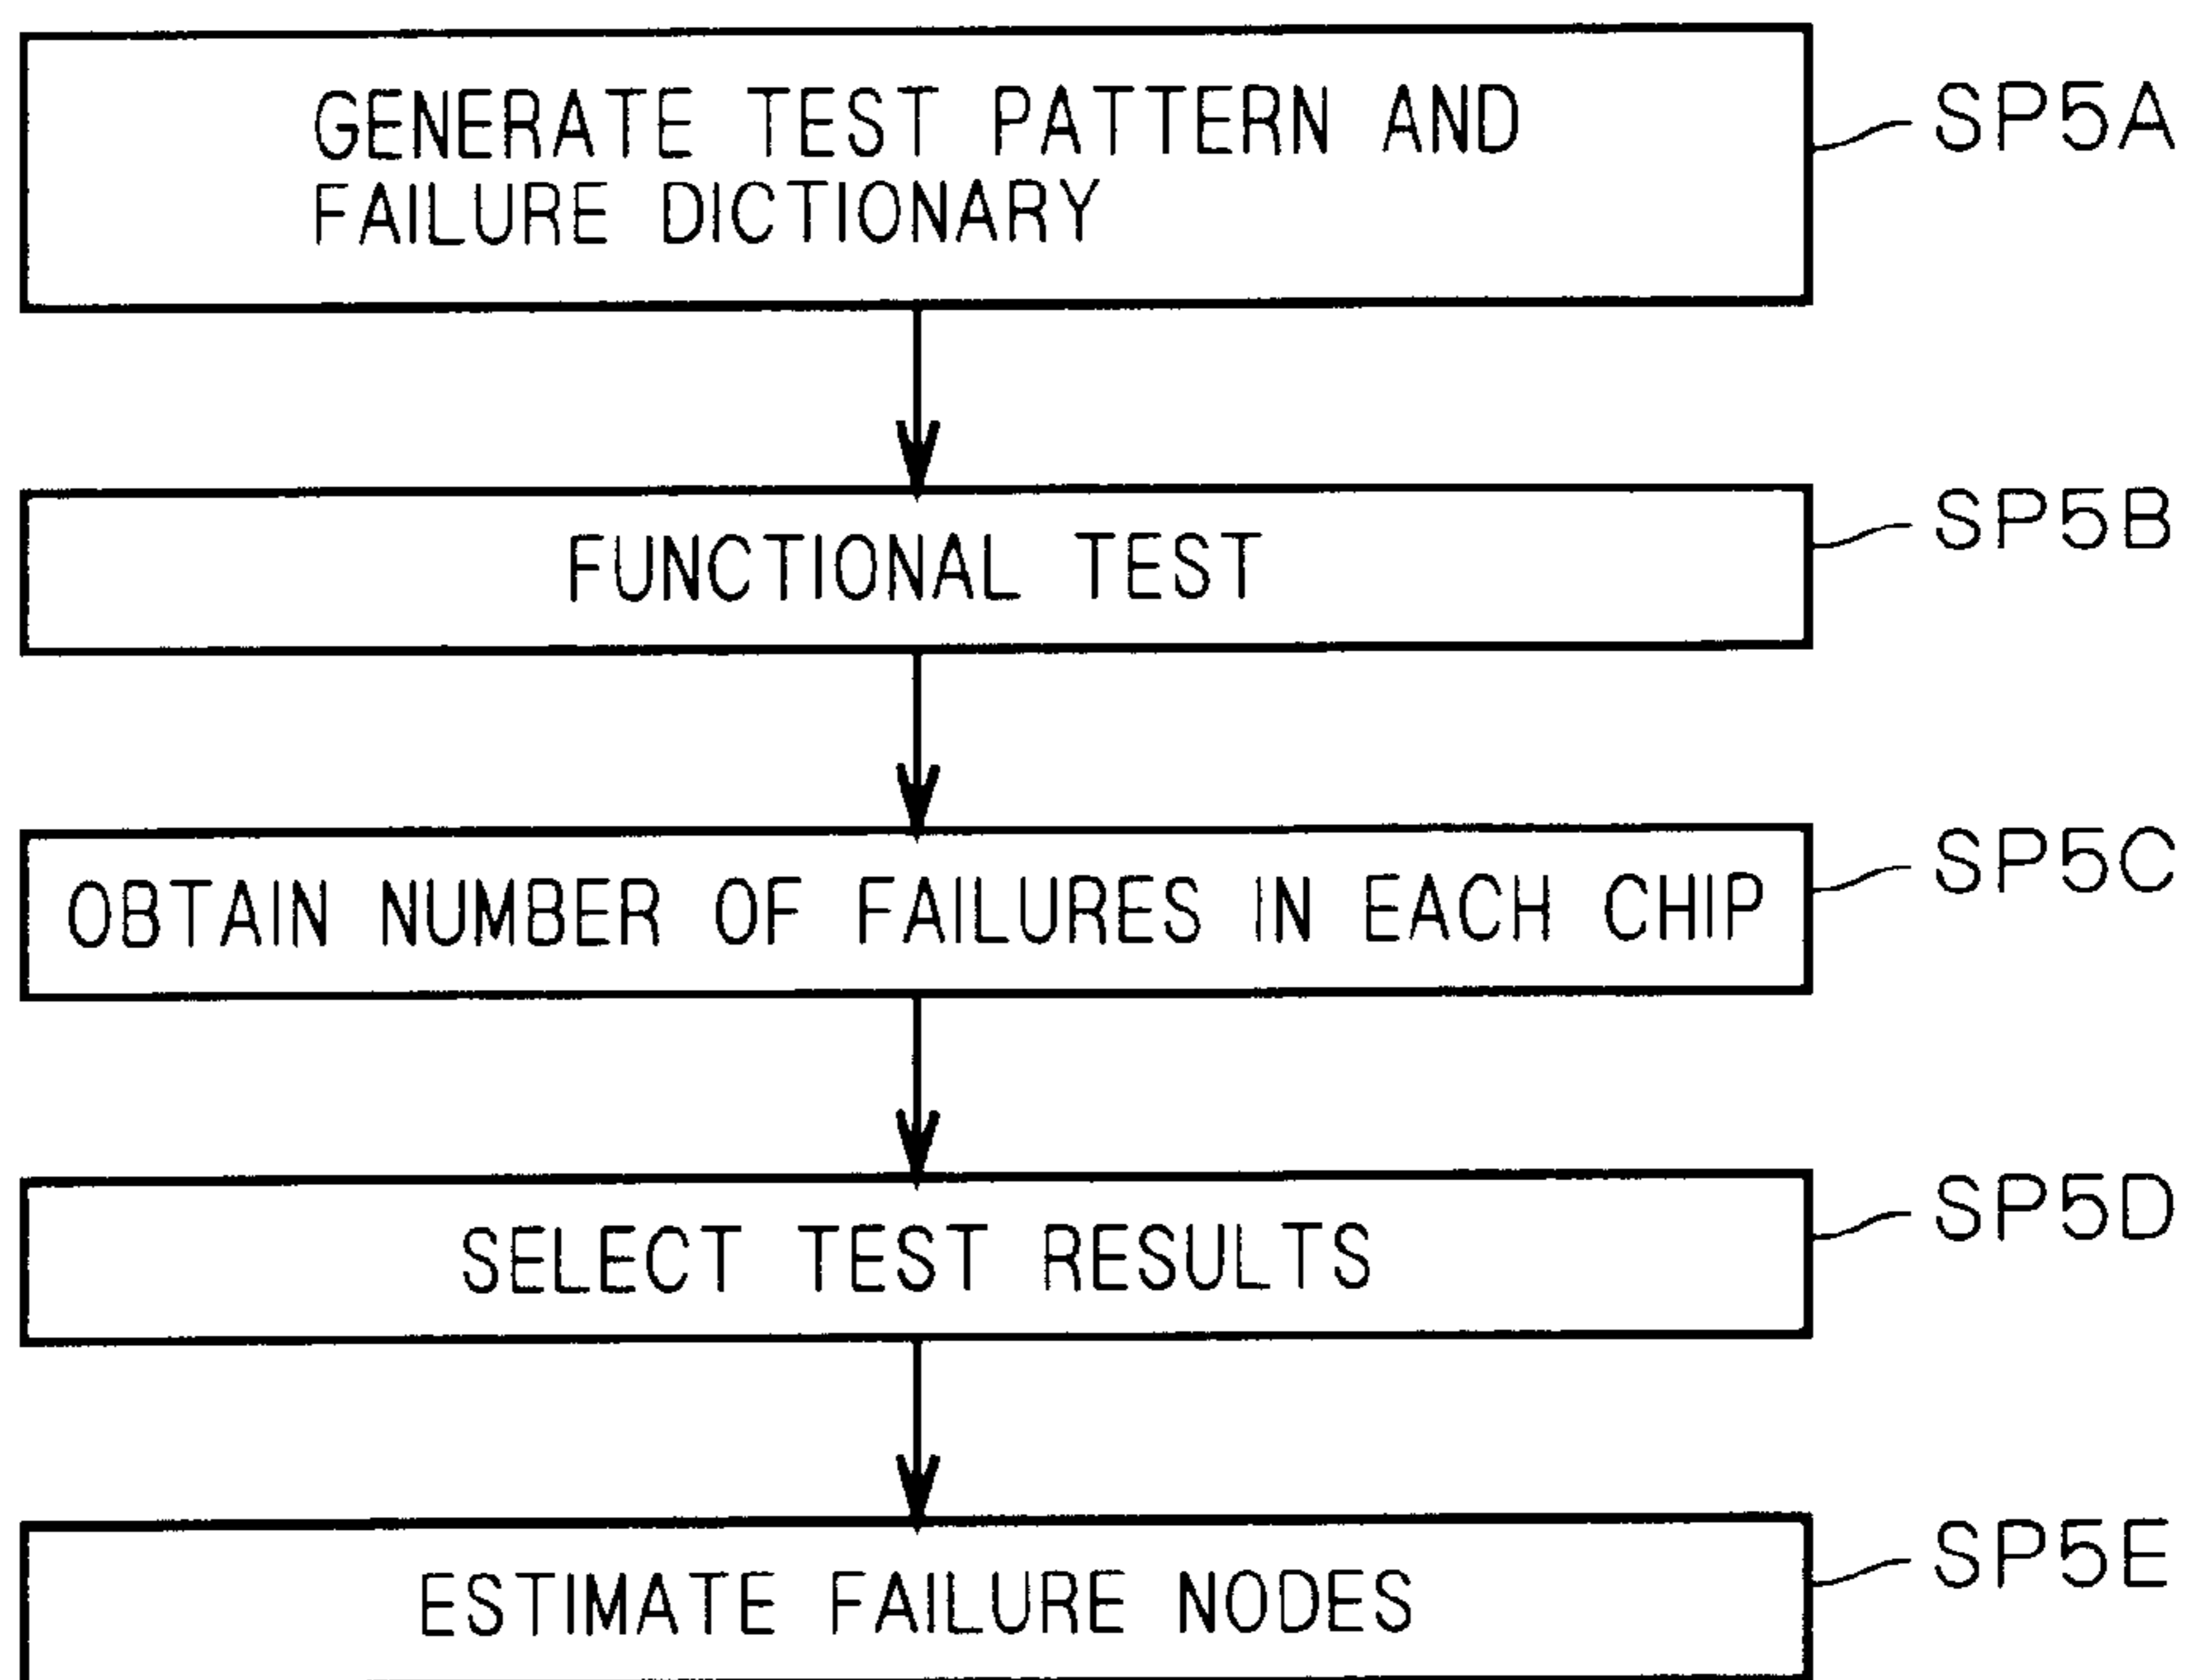 GENERATE TEST PATTERN AND
FAILURE DICTIONARY
SP5A
FUNCTIONAL TEST
SP5B
OBTAIN NUMBER OF FAILURES IN EACH CHIP
SP5C
SELECT TEST RESULTS
SP5D
ESTIMATE FAILURE NODES
SP5E